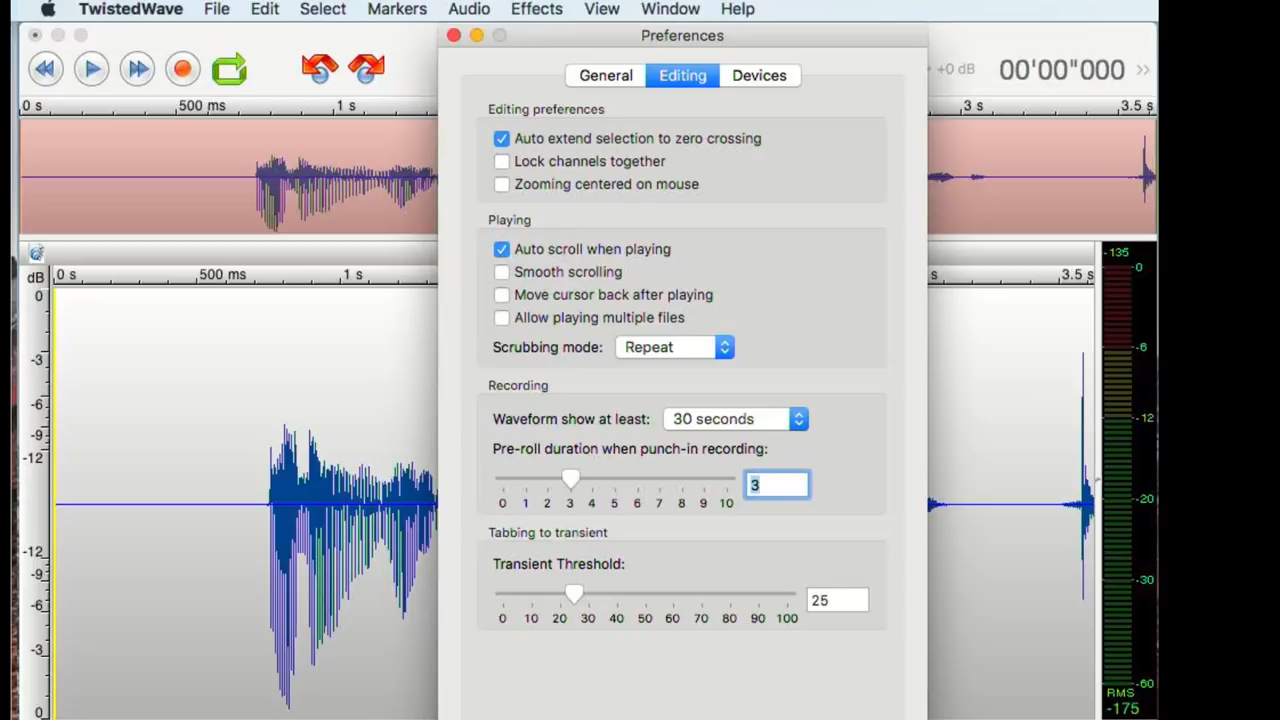 TwistedWave File Edit Select Markers Audio Effects View Window Help
Preferences
+0 dB 00'00"000
General Editing Devices
0 s 500 ms 1 s 3 s 3.5 s
Editing preferences
Auto extend selection to zero crossing
Lock channels together
Zooming centered on mouse
Playing
Auto scroll when playing
Smooth scrolling
Move cursor back after playing
Allow playing multiple files
Scrubbing mode: Repeat
Recording
Waveform show at least: 30 seconds
Pre-roll duration when punch-in recording:
3
0 1 2 3 4 5 6 7 8 9 10
Tabbing to transient
Transient Threshold:
25
0 10 20 30 40 50 60 70 80 90 100
dB 0 s 500 ms 1 s s 3.5 s
0
-3
-6
-9
-12
-12
-9
-6
-3
0
-135
0
-6
-12
-20
-30
-60
RMS
-175